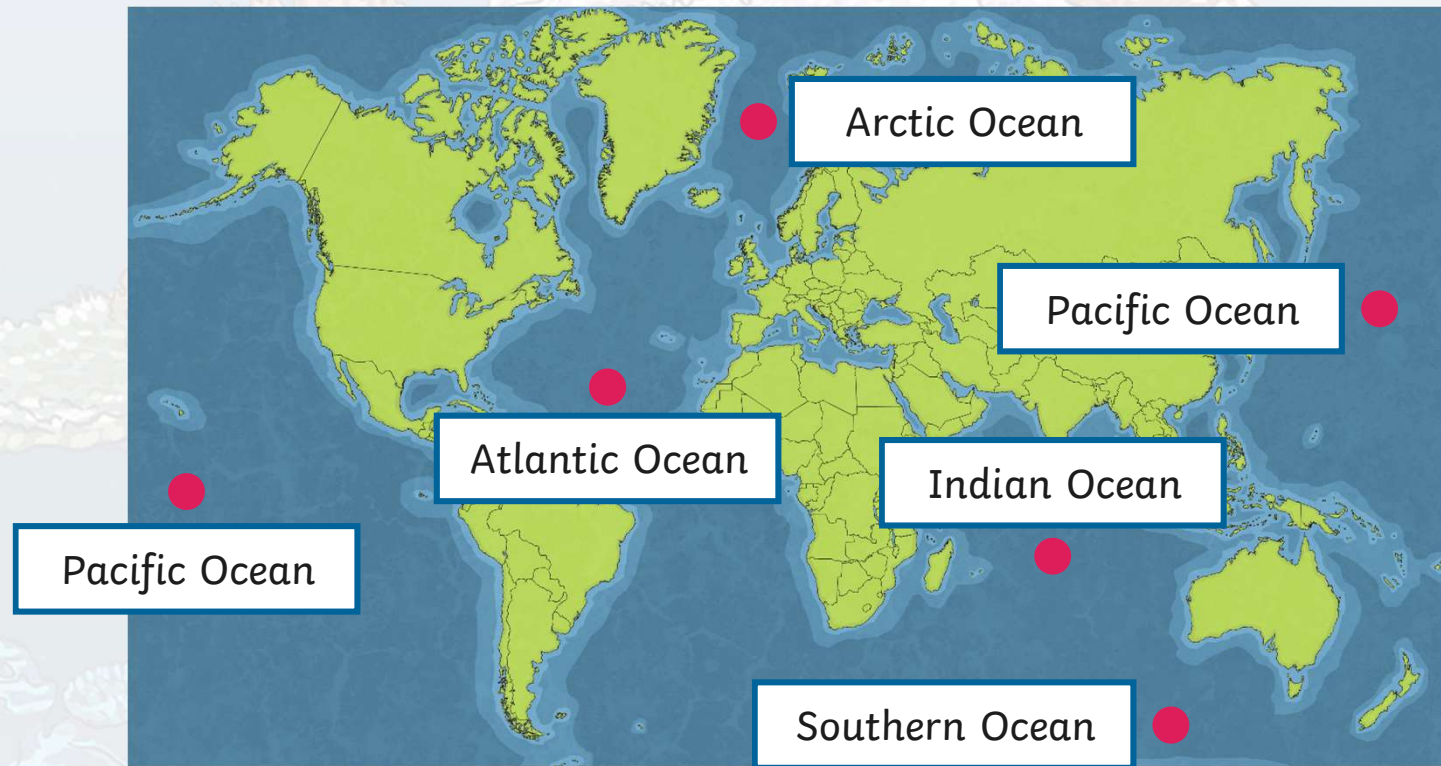 Arctic Ocean
Pacific Ocean
Atlantic Ocean
Indian Ocean
Pacific Ocean
Southern Ocean